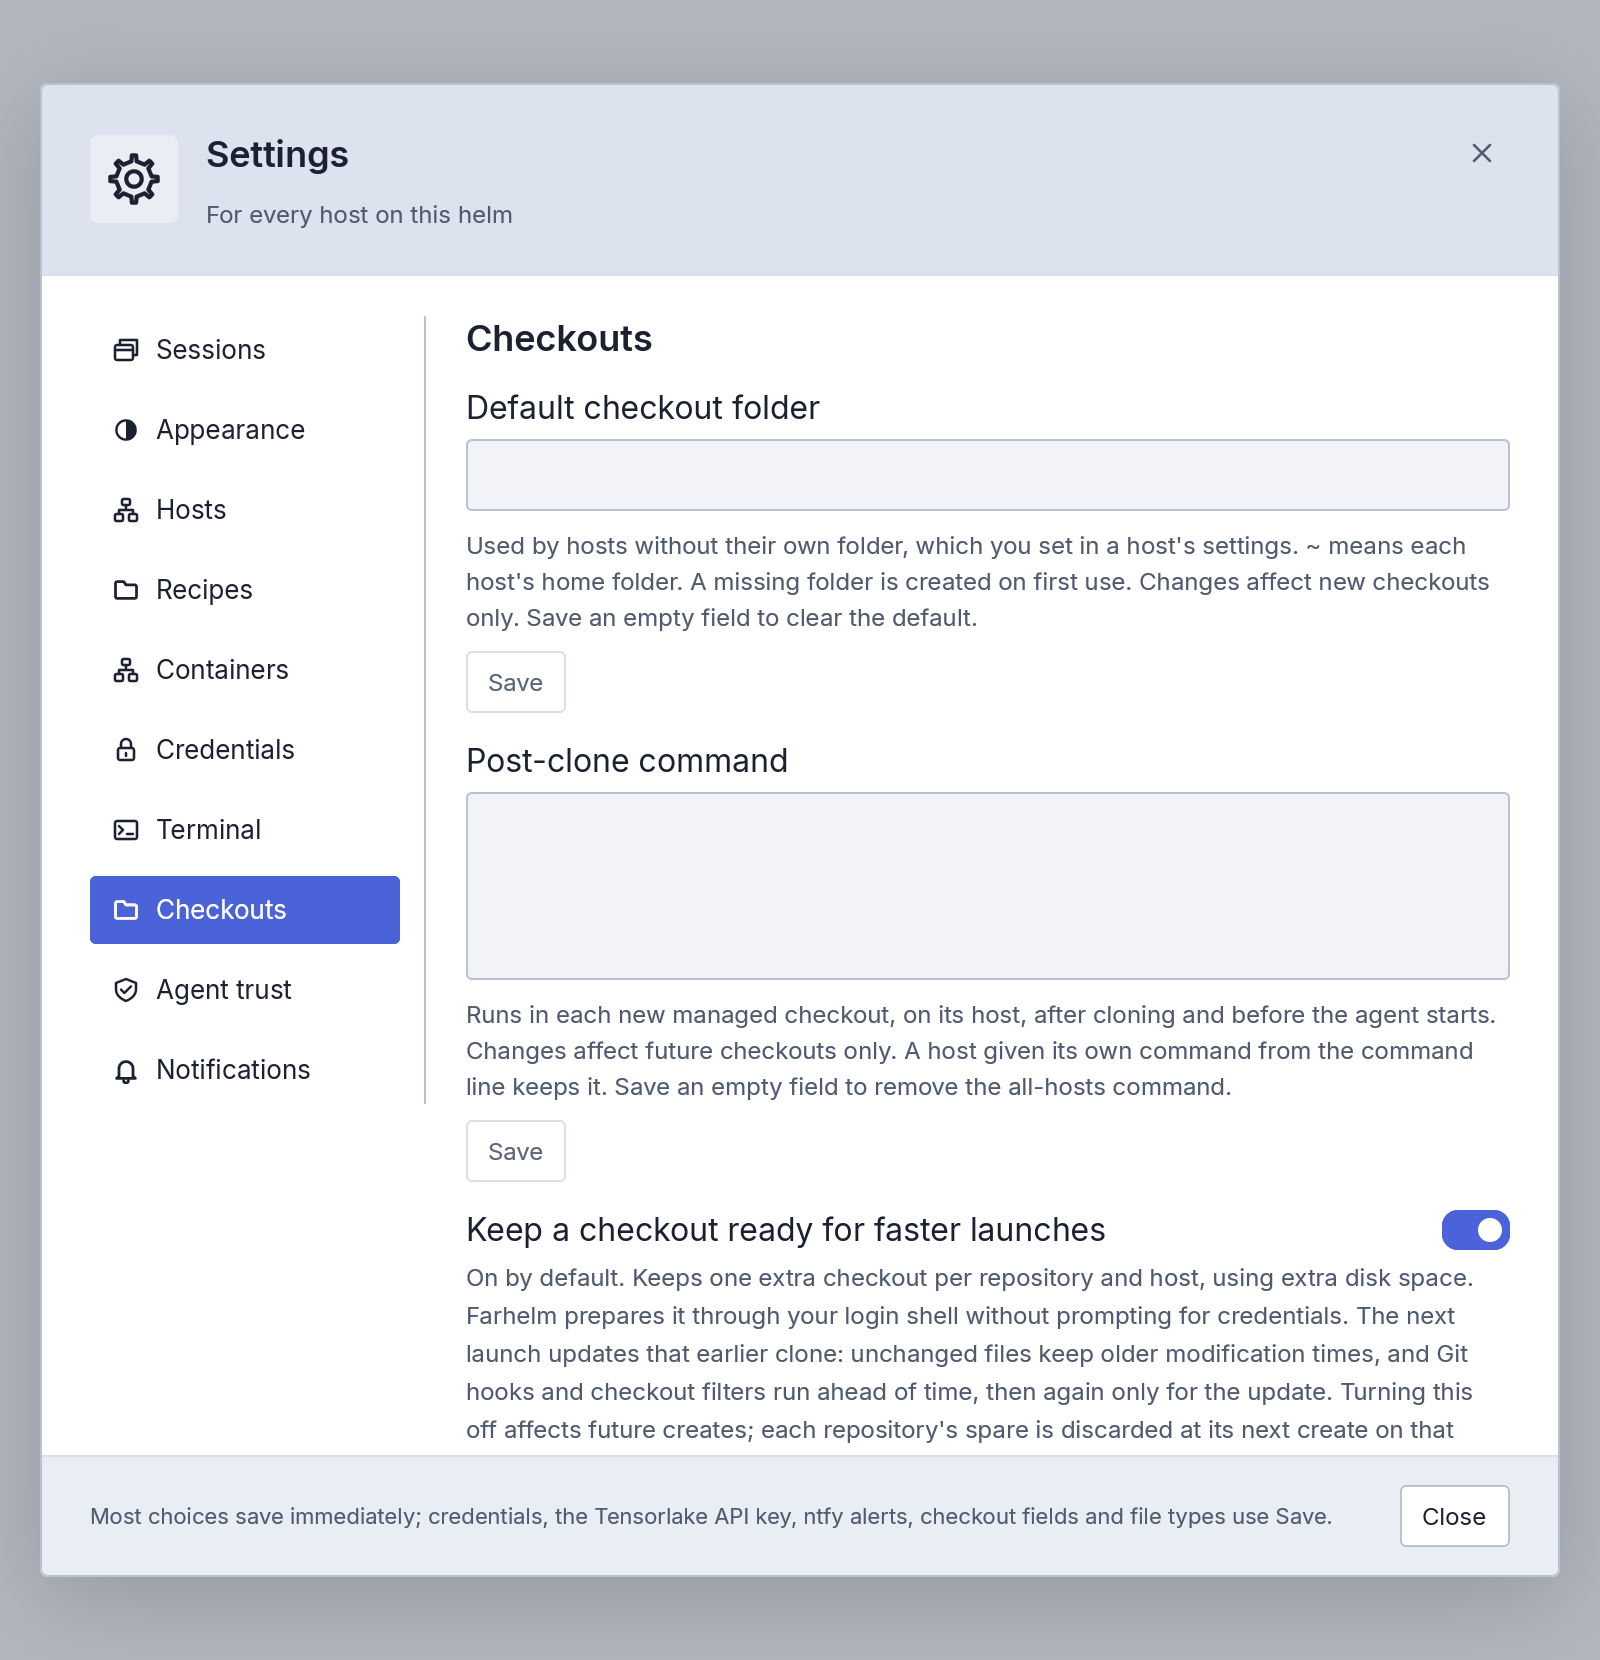 Settings
For every host on this helm
Sessions
Appearance
Hosts
Recipes
Containers
Credentials
Terminal
Checkouts
Agent trust
Notifications
Checkouts
Default checkout folder
Used by hosts without their own folder, which you set in a host's settings. ~ means each
host's home folder. A missing folder is created on first use. Changes affect new checkouts
only. Save an empty field to clear the default.
Save
Post-clone command
Runs in each new managed checkout, on its host, after cloning and before the agent starts.
Changes affect future checkouts only. A host given its own command from the command
line keeps it. Save an empty field to remove the all-hosts command.
Save
Keep a checkout ready for faster launches
On by default. Keeps one extra checkout per repository and host, using extra disk space.
Farhelm prepares it through your login shell without prompting for credentials. The next
launch updates that earlier clone: unchanged files keep older modification times, and Git
hooks and checkout filters run ahead of time, then again only for the update. Turning this
off affects future creates; each repository's spare is discarded at its next create on that
Most choices save immediately; credentials, the Tensorlake API key, ntfy alerts, checkout fields and file types use Save.
Close